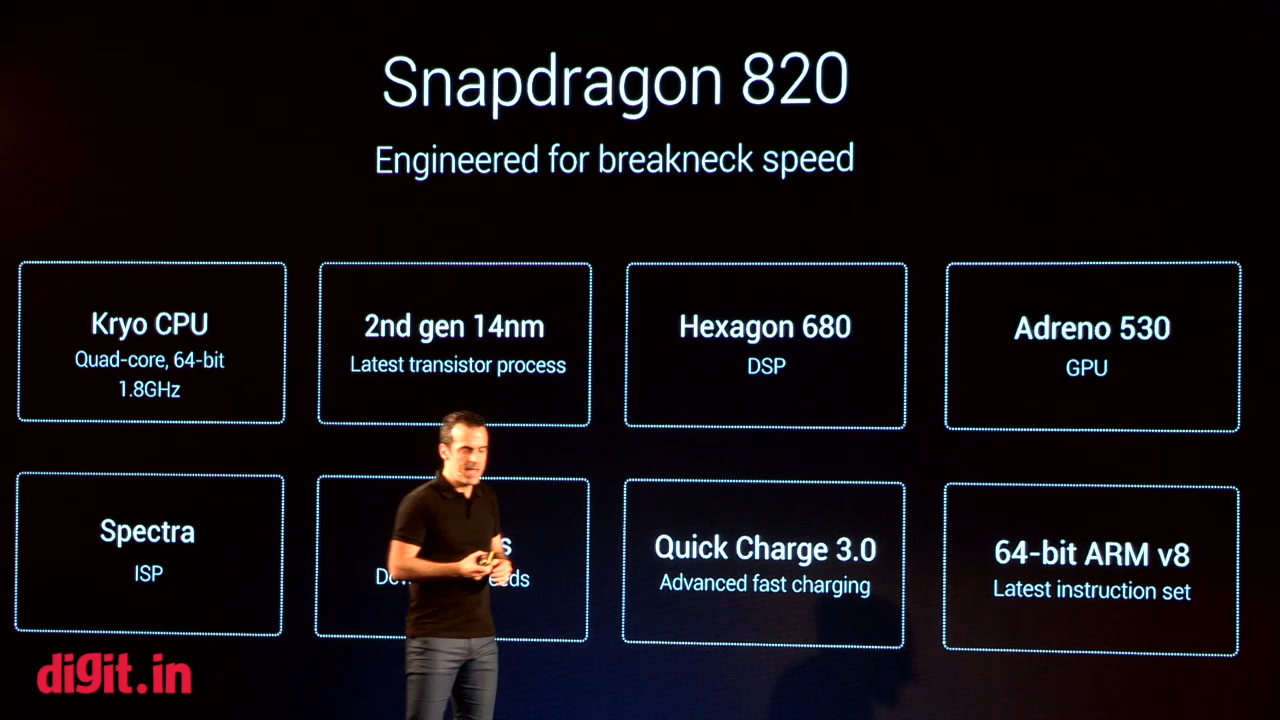 Snapdragon 820
Engineered for breakneck speed
Kryo CPU
Quad-core, 64-bit
1.8GHz
2nd gen 14nm
Latest transistor process
Hexagon 680
DSP
Adreno 530
GPU
Spectra
ISP
Quick Charge 3.0
Advanced fast charging
64-bit ARM v8
Latest instruction set
digit.in